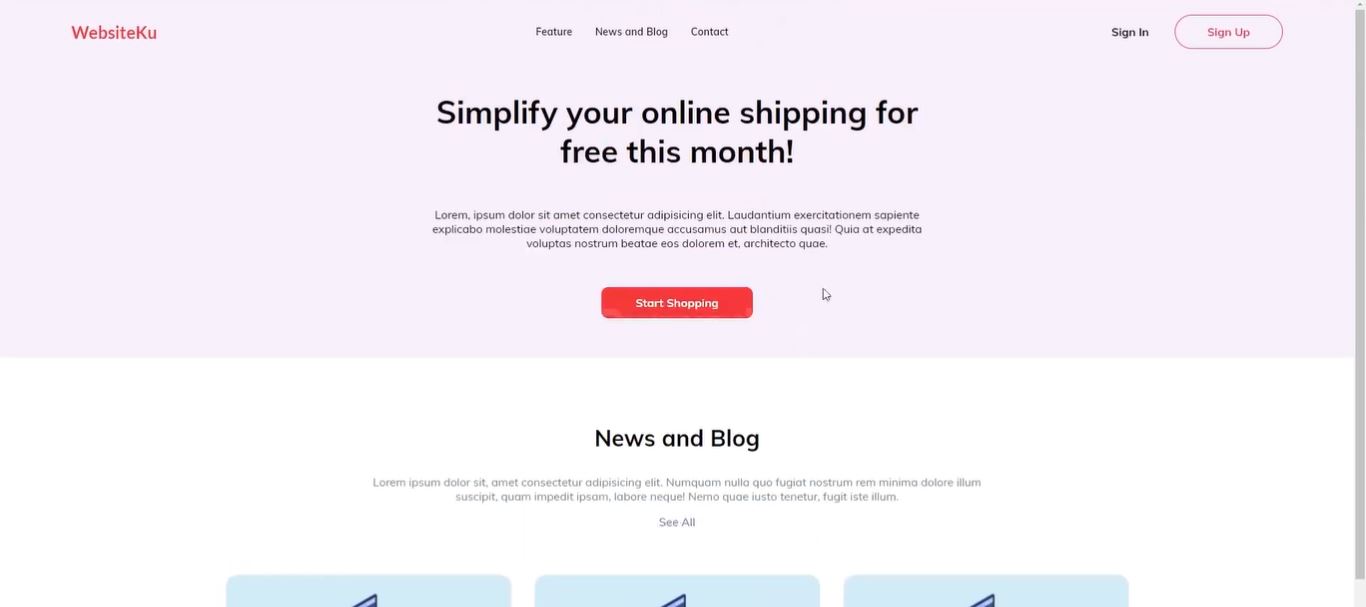 WebsiteKu
Feature
News and Blog
Contact
Sign In
Sign Up
Simplify your online shipping for
free this month!
Lorem, ipsum dolor sit amet consectetur adipisicing elit. Laudantium exercitationem sapiente
explicabo molestiae voluptatem doloremque accusamus aut blanditiis quasi! Quia at expedita
voluptas nostrum beatae eos dolorem et, architecto quae.
Start Shopping
News and Blog
Lorem ipsum dolor sit, amet consectetur adipisicing elit. Numquam nulla quo fugiat nostrum rem minima dolore illum
suscipit, quam impedit ipsam, labore neque! Nemo quae iusto tenetur, fugit iste illum.
See All